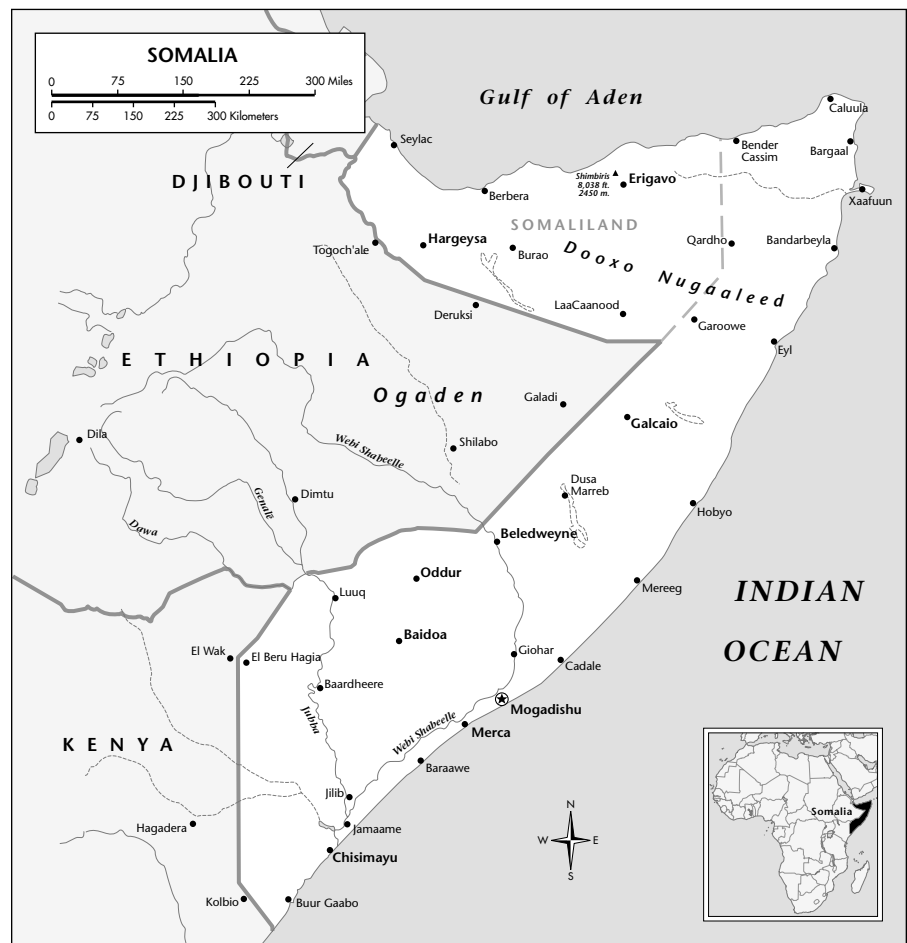 SOMALIA
0 75 150 225 300 Miles
0 75 150 225 300 Kilometers
Gulf of Aden
Caluula
Seylac
Bender
Cassim
Bargaal
DJIBOUTI
Shimbiris
8,038 ft.
2450 m.
Erigavo
Berbera
Xaafuun
SOMALILAND
Hargeysa
Togoch'ale
Burao
Qardho
Bandarbeyla
Dooxo Nugaaleed
Deruksi
LaaCaanood
Garoowe
Eyl
ETHIOPIA
Ogaden
Galadi
Galcaio
Dila
Webi Shabeelle
Shilabo
Dusa
Marreb
Dimtu
Genalē
Hobyo
Dawa
Beledweyne
Oddur
Luuq
Mereeg
INDIAN
OCEAN
Baidoa
El Wak
El Beru Hagia
Giohar
Cadale
Baardheere
Jubba
Mogadishu
Webi Shabeelle
Merca
KENYA
Baraawe
Jilib
Hagadera
Jamaame
Chisimayu
Kolbio
Buur Gaabo
N
W E
S
Somalia